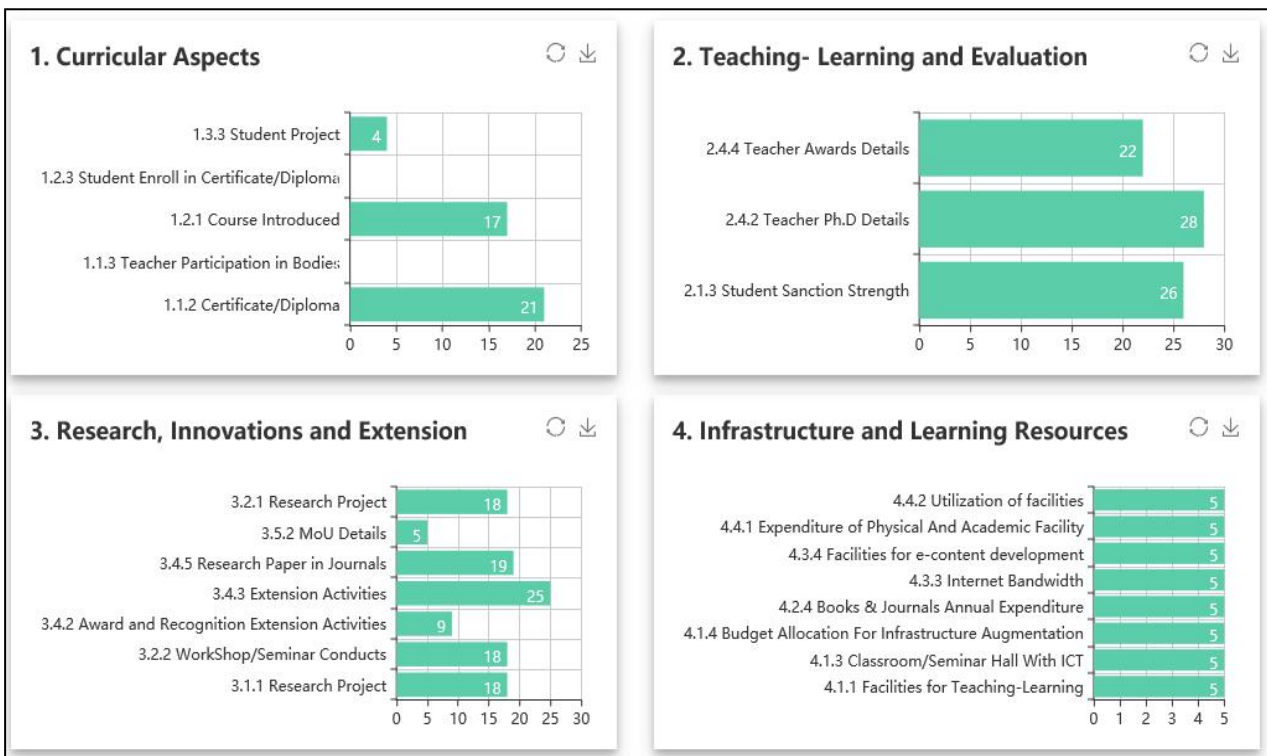 1. Curricular Aspects
1.3.3 Student Project
4
1.2.3 Student Enroll in Certificate/Diploma
1.2.1 Course Introduced
17
1.1.3 Teacher Participation in Bodies
1.1.2 Certificate/Diploma
21
0 5 10 15 20 25
2. Teaching- Learning and Evaluation
2.4.4 Teacher Awards Details
22
2.4.2 Teacher Ph.D Details
28
2.1.3 Student Sanction Strength
26
0 5 10 15 20 25 30
3. Research, Innovations and Extension
3.2.1 Research Project
18
3.5.2 MoU Details
5
3.4.5 Research Paper in Journals
19
3.4.3 Extension Activities
25
3.4.2 Award and Recognition Extension Activities
9
3.2.2 WorkShop/Seminar Conducts
18
3.1.1 Research Project
18
0 5 10 15 20 25 30
4. Infrastructure and Learning Resources
4.4.2 Utilization of facilities
5
4.4.1 Expenditure of Physical And Academic Facility
5
4.3.4 Facilities for e-content development
5
4.3.3 Internet Bandwidth
5
4.2.4 Books & Journals Annual Expenditure
5
4.1.4 Budget Allocation For Infrastructure Augmentation
5
4.1.3 Classroom/Seminar Hall With ICT
5
4.1.1 Facilities for Teaching-Learning
5
0 1 2 3 4 5